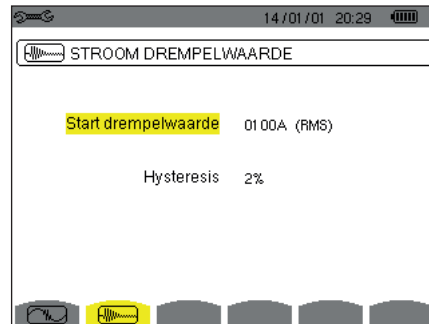 14/01/01 20:29
STROOM DREMPELWAARDE
Start drempelwaarde 0100A (RMS)
Hysteresis 2%